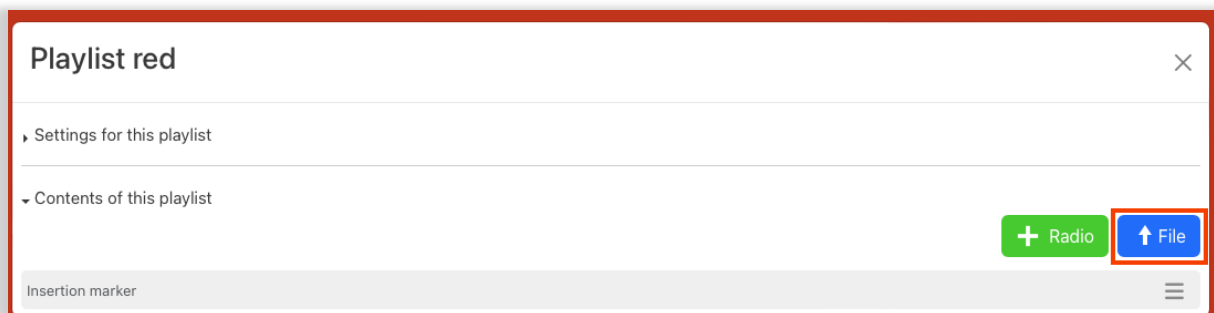 Playlist red
Settings for this playlist
Contents of this playlist
Radio File
Insertion marker